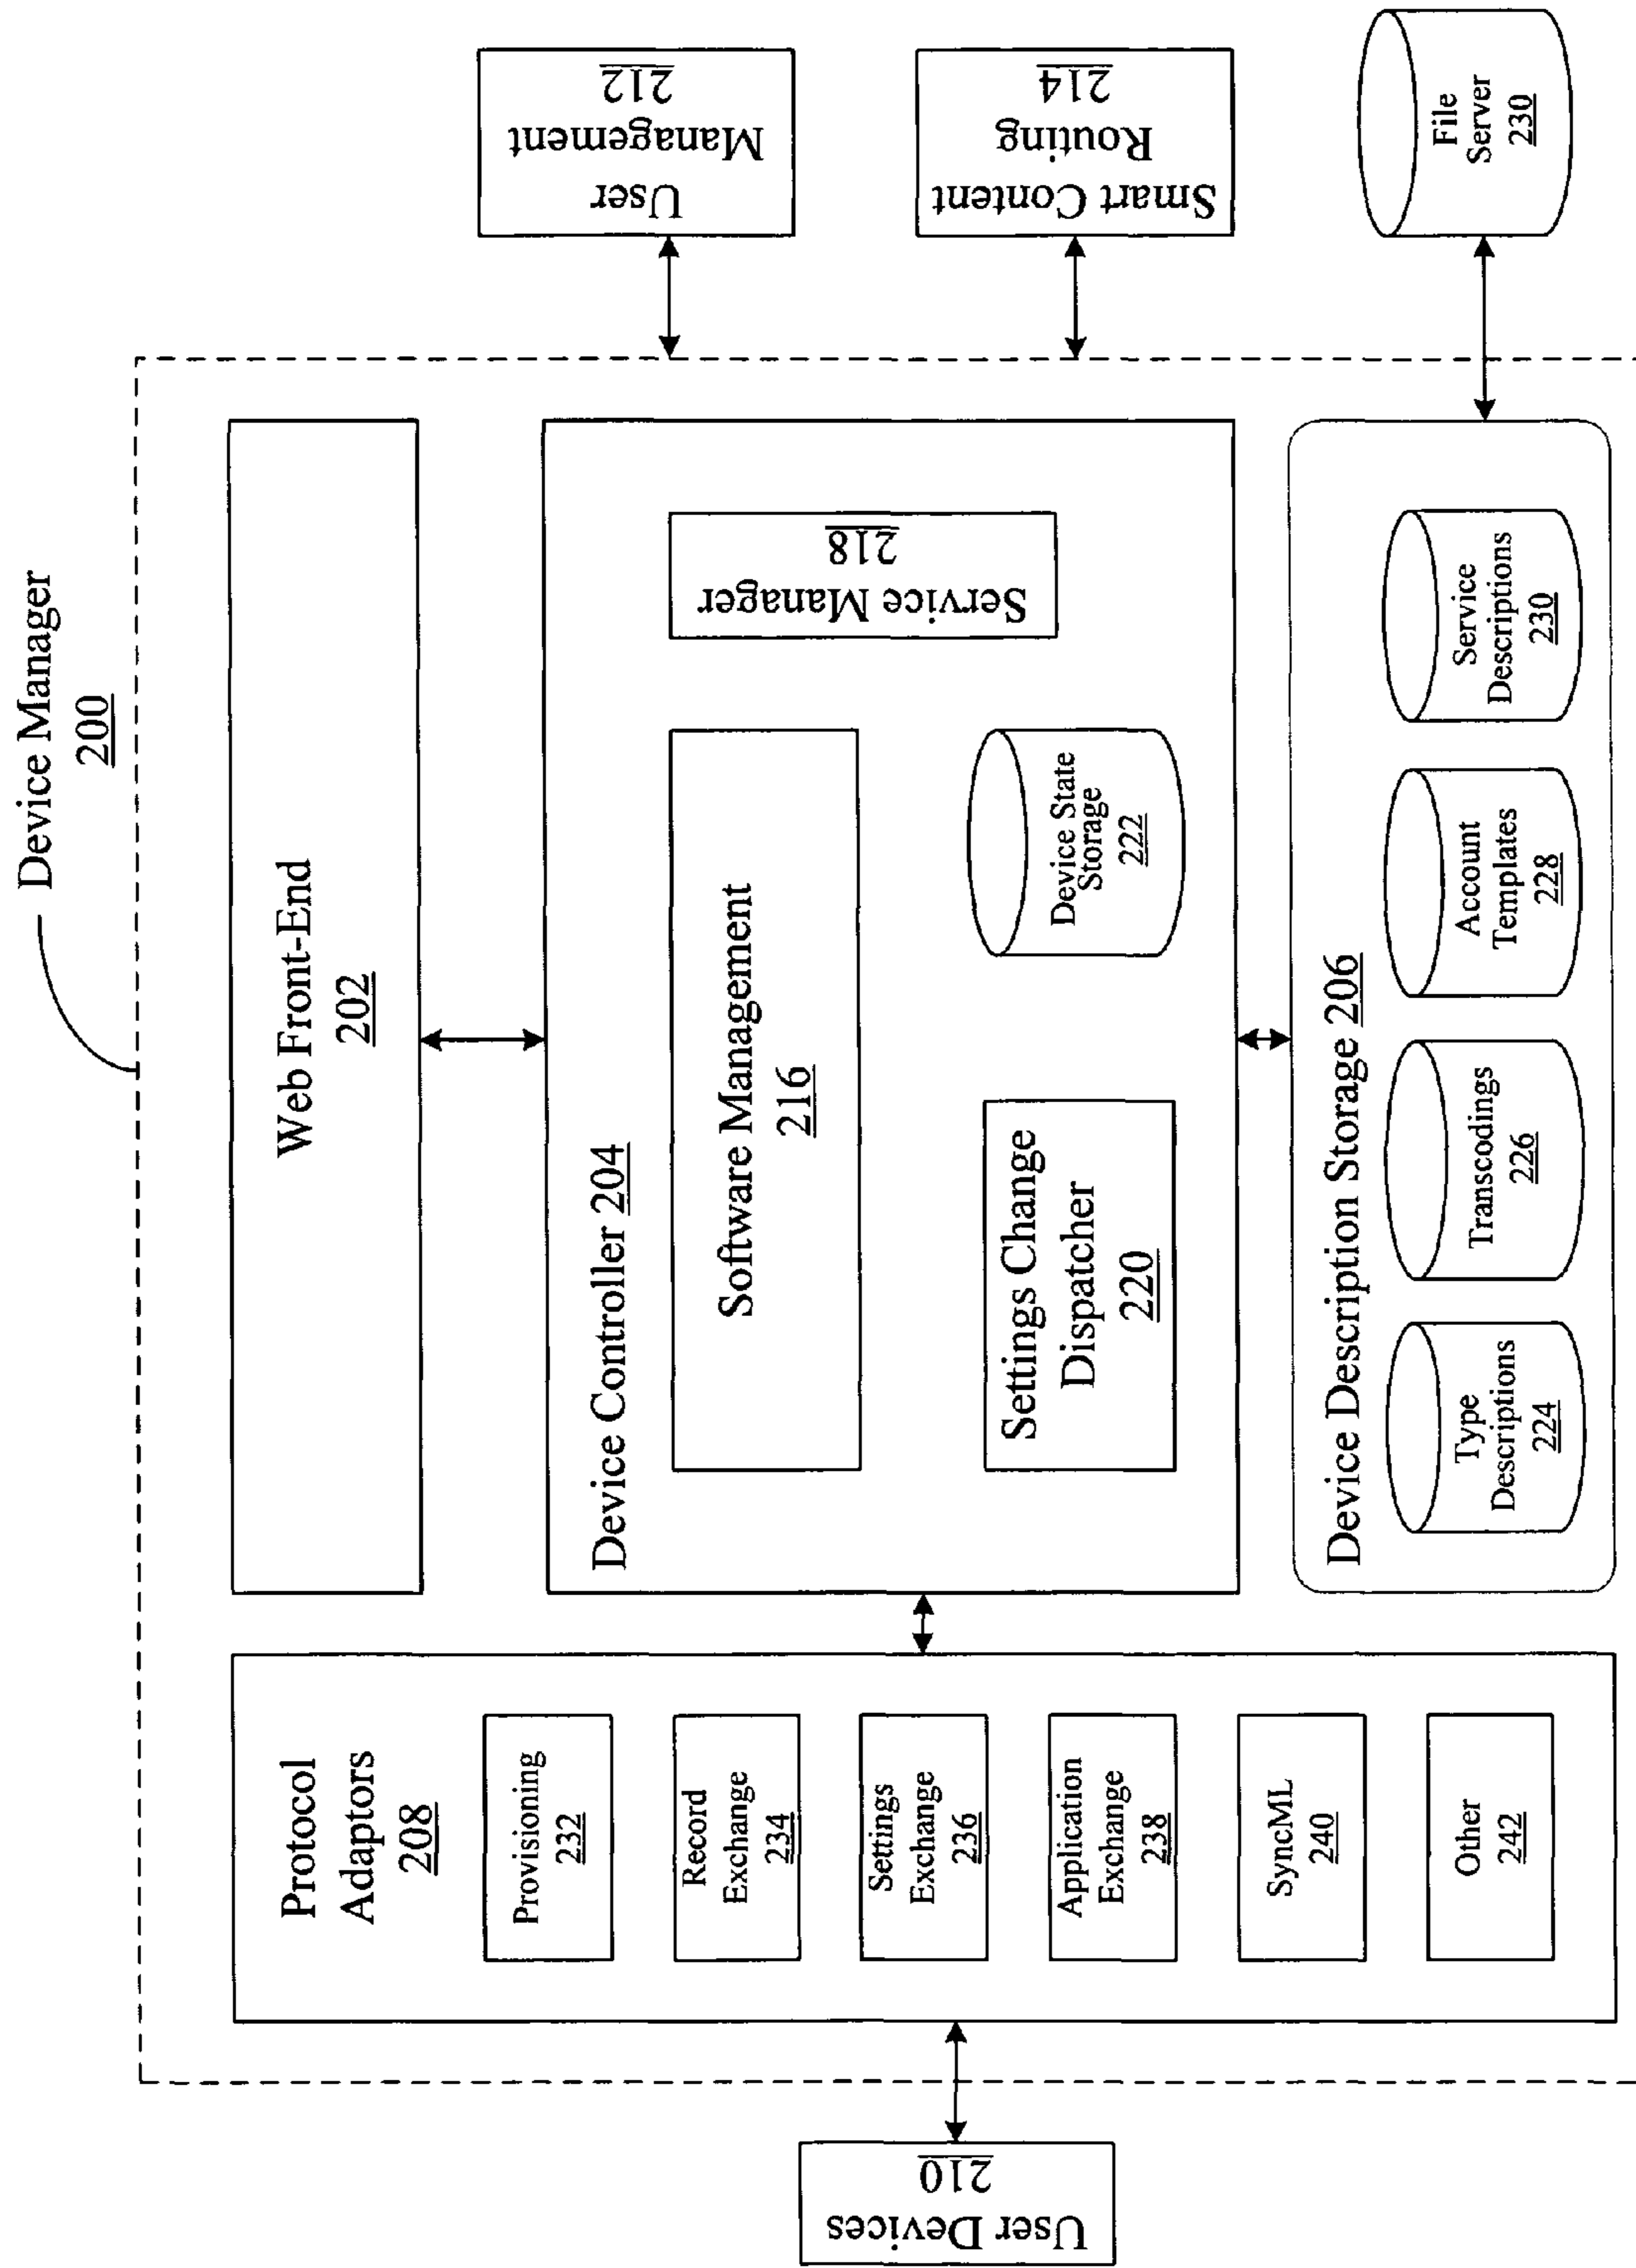 Device Manager
200
Web Front-End
202
Device Controller 204
Software Management
216
Service Manager
218
Settings Change
Dispatcher
220
Device State
Storage
222
Device Description Storage 206
Type
Descriptions
224
Transcodings
226
Account
Templates
228
Service
Descriptions
230
Protocol
Adaptors
208
Provisioning
232
Record
Exchange
234
Settings
Exchange
236
Application
Exchange
238
SyncML
240
Other
242
User Devices
210
User
Management
212
Smart Content
Routing
214
File
Server
230